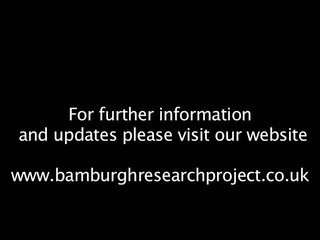 For further information
and updates please visit our website
www.bamburghresearchproject.co.uk